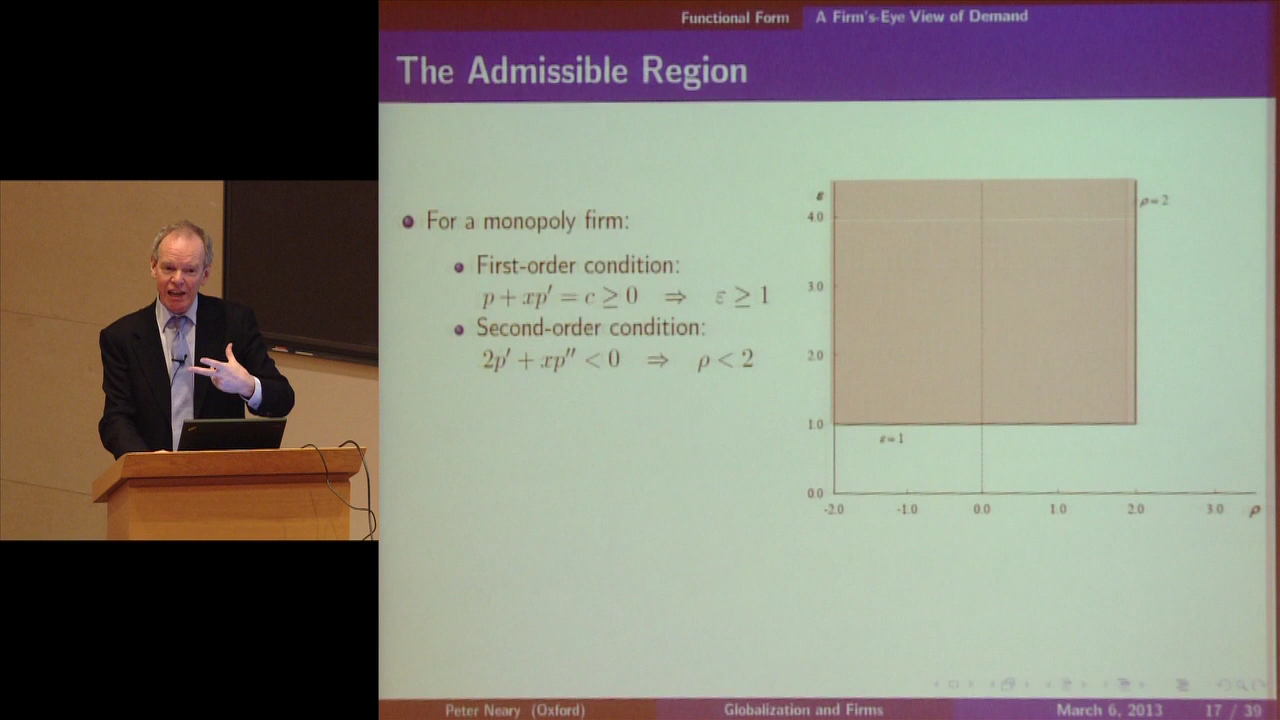 Functional Form A Firm's-Eye View of Demand
The Admissible Region
For a monopoly firm:
First-order condition:
p + xp′ = c ≥ 0 ⇒ ε ≥ 1
Second-order condition:
2p′ + xp″ < 0 ⇒ ρ < 2
ε
4.0
3.0
2.0
1.0
0.0
ρ = 2
ε = 1
-2.0 -1.0 0.0 1.0 2.0 3.0 ρ
Peter Neary (Oxford) Globalization and Firms March 6, 2013 17 / 39